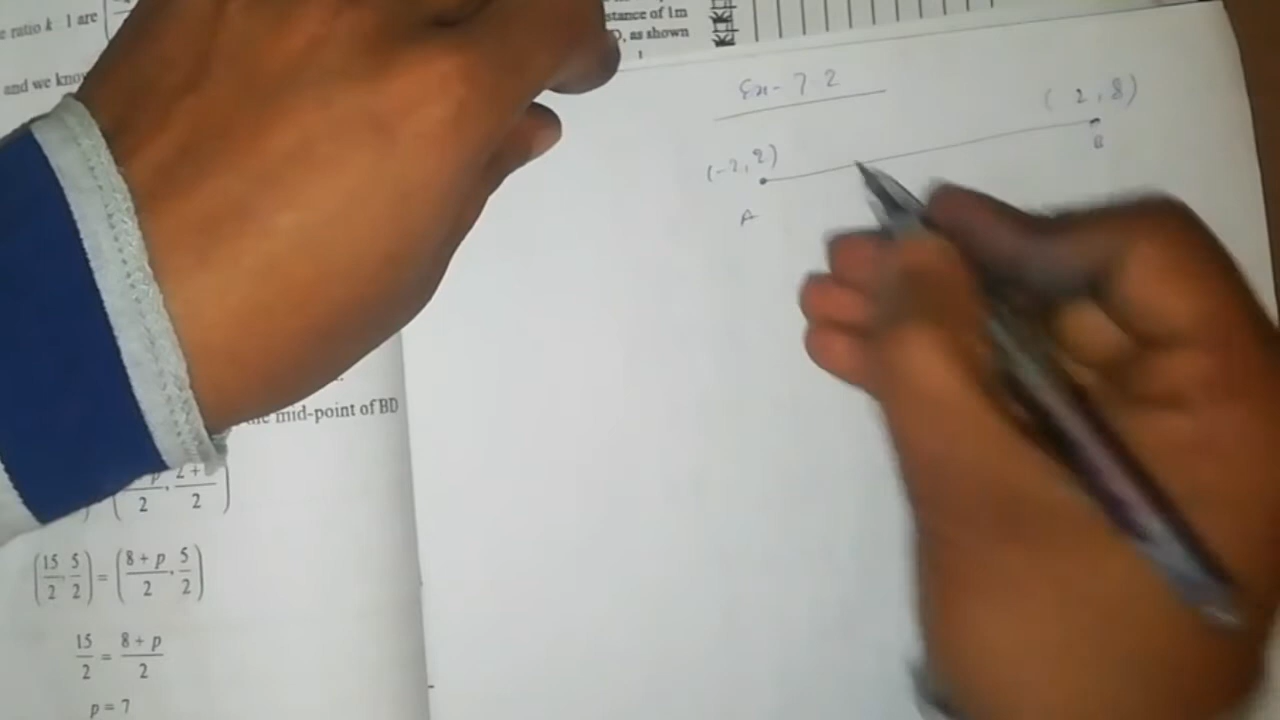 e ratio k 1 are
and we know
stance of 1m
D, as shown
mid-point of BD
2 2
(15/2, 5/2) = (8 + p/2, 5/2)
15/2 = 8 + p/2
p = 7
Ex- 7.2
(-2, 2)
(2, 8)
A
B